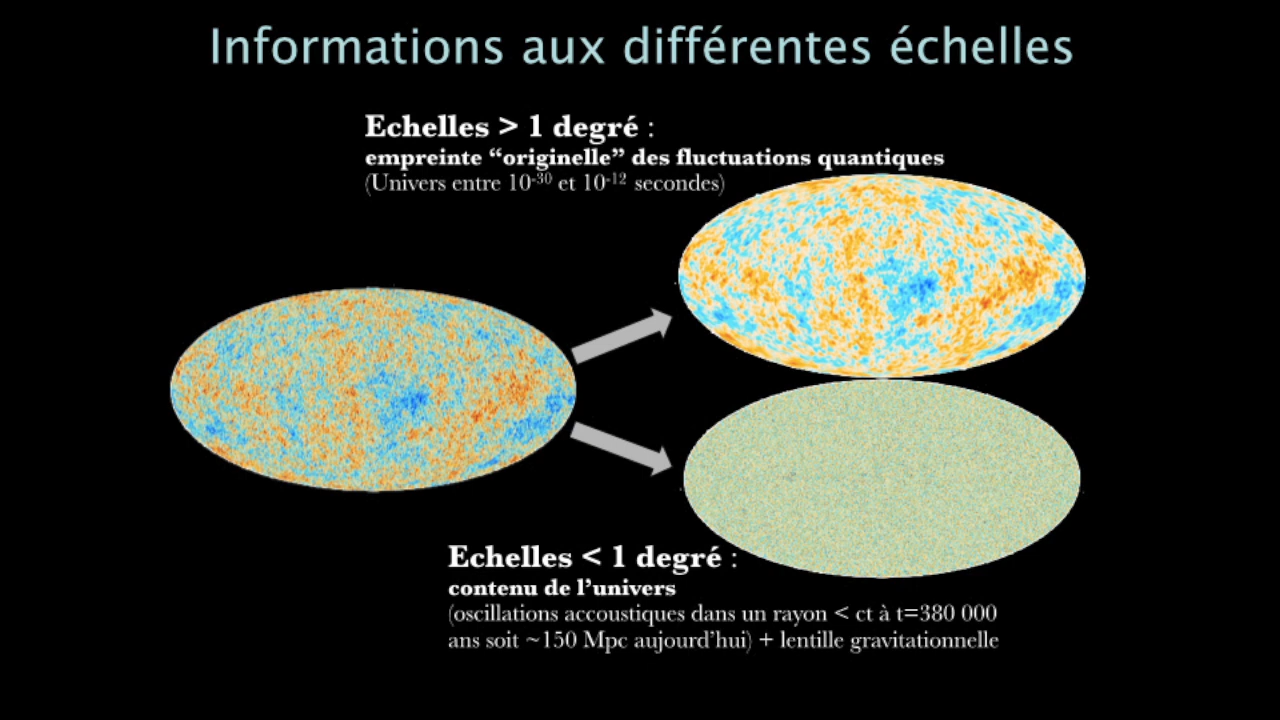 Informations aux différentes échelles
Echelles > 1 degré :
empreinte “originelle” des fluctuations quantiques
(Univers entre 10⁻³⁰ et 10⁻¹² secondes)
Echelles < 1 degré :
contenu de l’univers
(oscillations accoustiques dans un rayon < ct à t=380 000
ans soit ~150 Mpc aujourd’hui) + lentille gravitationnelle